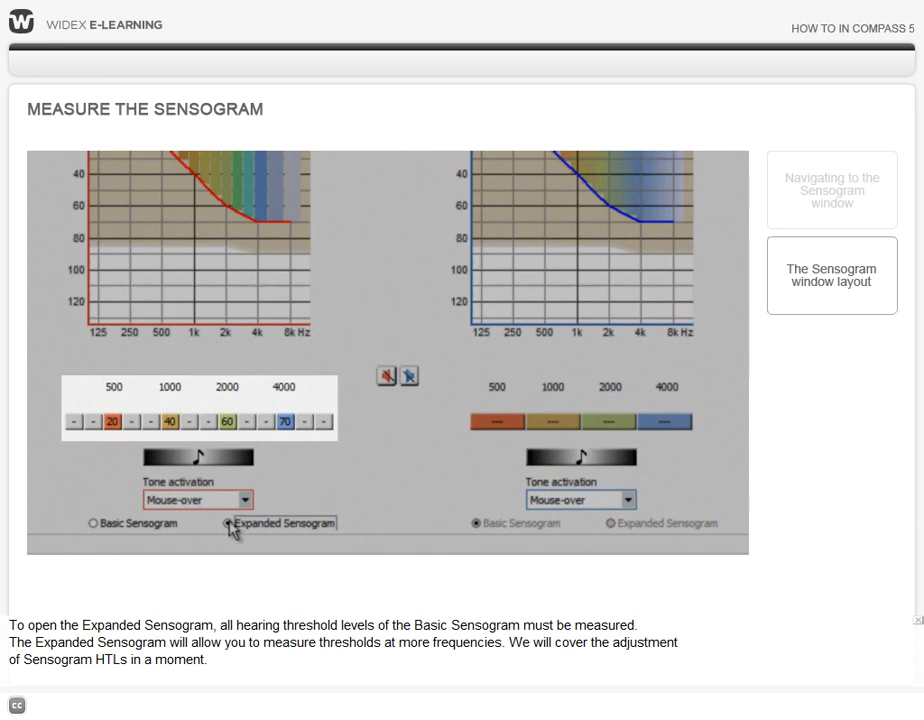 W WIDEX E-LEARNING
HOW TO IN COMPASS 5
MEASURE THE SENSOGRAM
40
60
80
100
120
125 250 500 1k 2k 4k 8k Hz
40
60
80
100
120
125 250 500 1k 2k 4k 8k Hz
500 1000 2000 4000
- - 20 - - 40 - - 60 - - 70 - -
Tone activation
Mouse-over
Basic Sensogram Expanded Sensogram
500 1000 2000 4000
--- --- --- ---
Tone activation
Mouse-over
Basic Sensogram Expanded Sensogram
Navigating to the
Sensogram
window
The Sensogram
window layout
To open the Expanded Sensogram, all hearing threshold levels of the Basic Sensogram must be measured.
The Expanded Sensogram will allow you to measure thresholds at more frequencies. We will cover the adjustment
of Sensogram HTLs in a moment.
cc